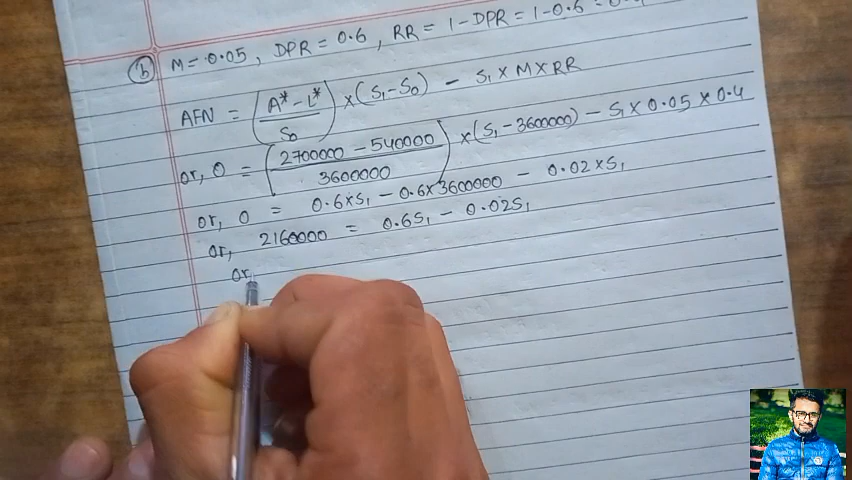 (b) M = 0.05, DPR = 0.6, RR = 1 - DPR = 1 - 0.6 =
AFN = (A* - L* / S₀) × (S₁ - S₀) - S₁ × M × RR
or, 0 = (2700000 - 540000 / 3600000) × (S₁ - 3600000) - S₁ × 0.05 × 0.4
or, 0 = 0.6 × S₁ - 0.6 × 3600000 - 0.02 × S₁
or, 2160000 = 0.6S₁ - 0.02S₁
or,